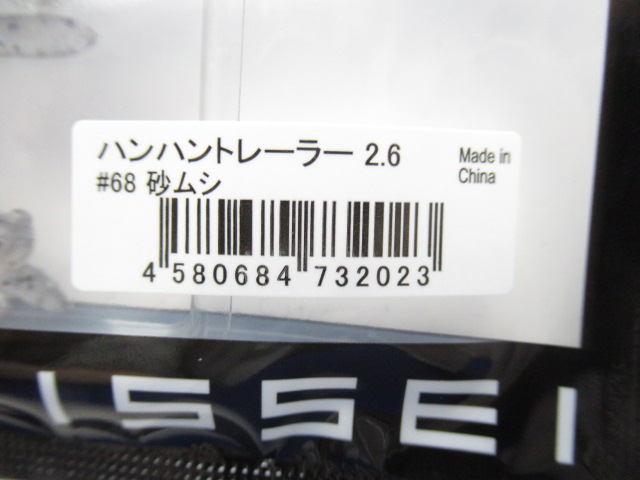 ハンハントレーラー 2.6
Made in
China
#68 砂ムシ
4 580684 732023
ISSEI